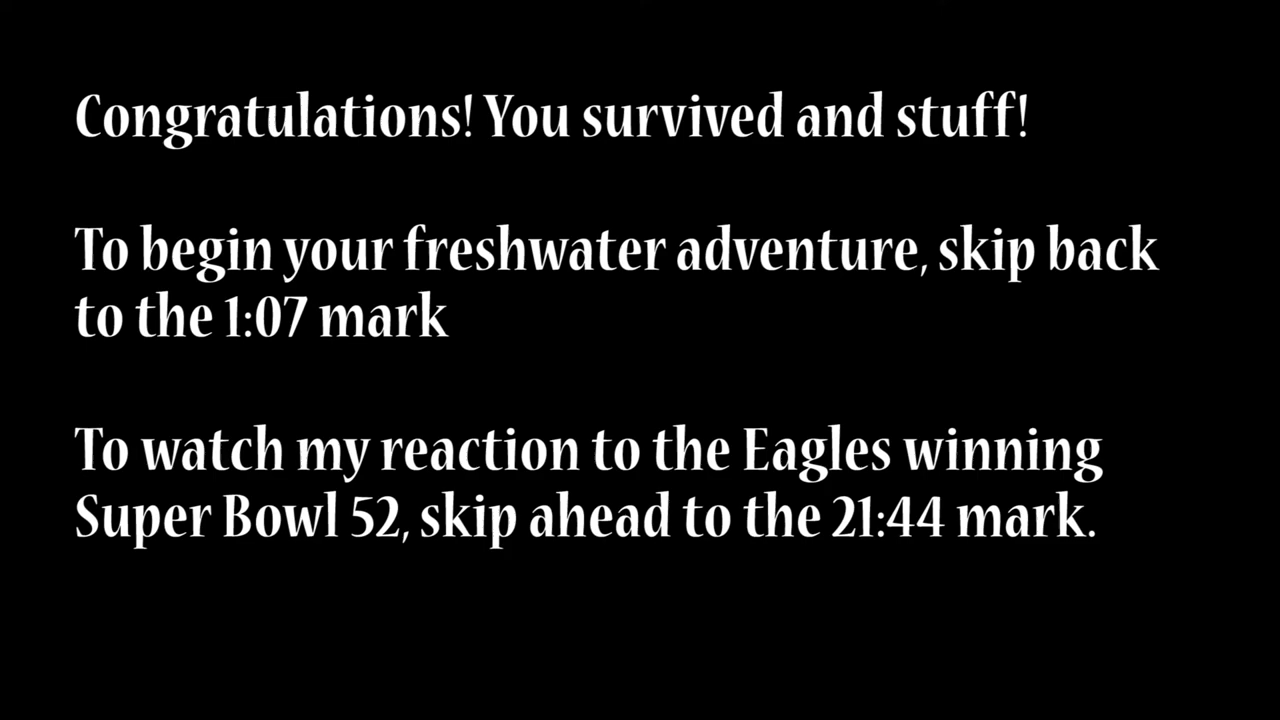 Congratulations! You survived and stuff!
To begin your freshwater adventure, skip back
to the 1:07 mark
To watch my reaction to the Eagles winning
Super Bowl 52, skip ahead to the 21:44 mark.